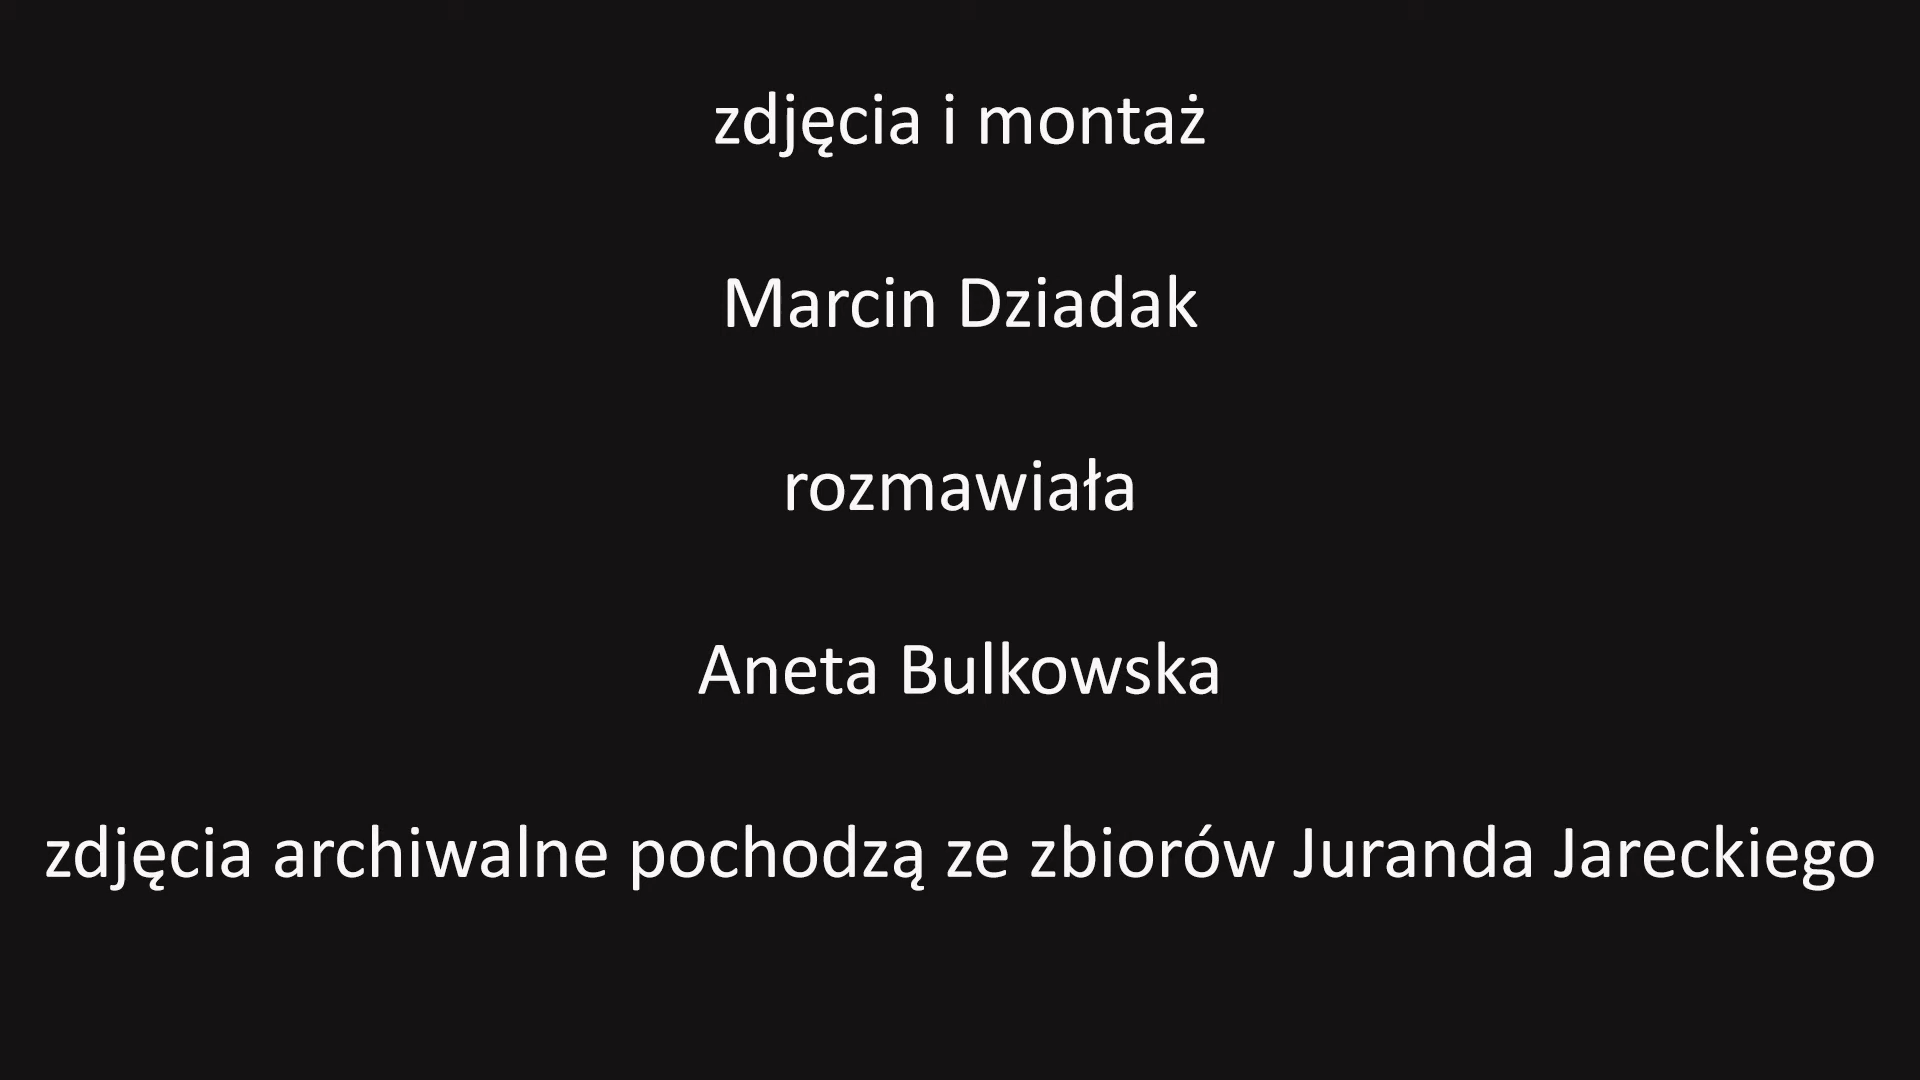 zdjęcia i montaż
Marcin Dziadak
rozmawiała
Aneta Bulkowska
zdjęcia archiwalne pochodzą ze zbiorów Juranda Jareckiego